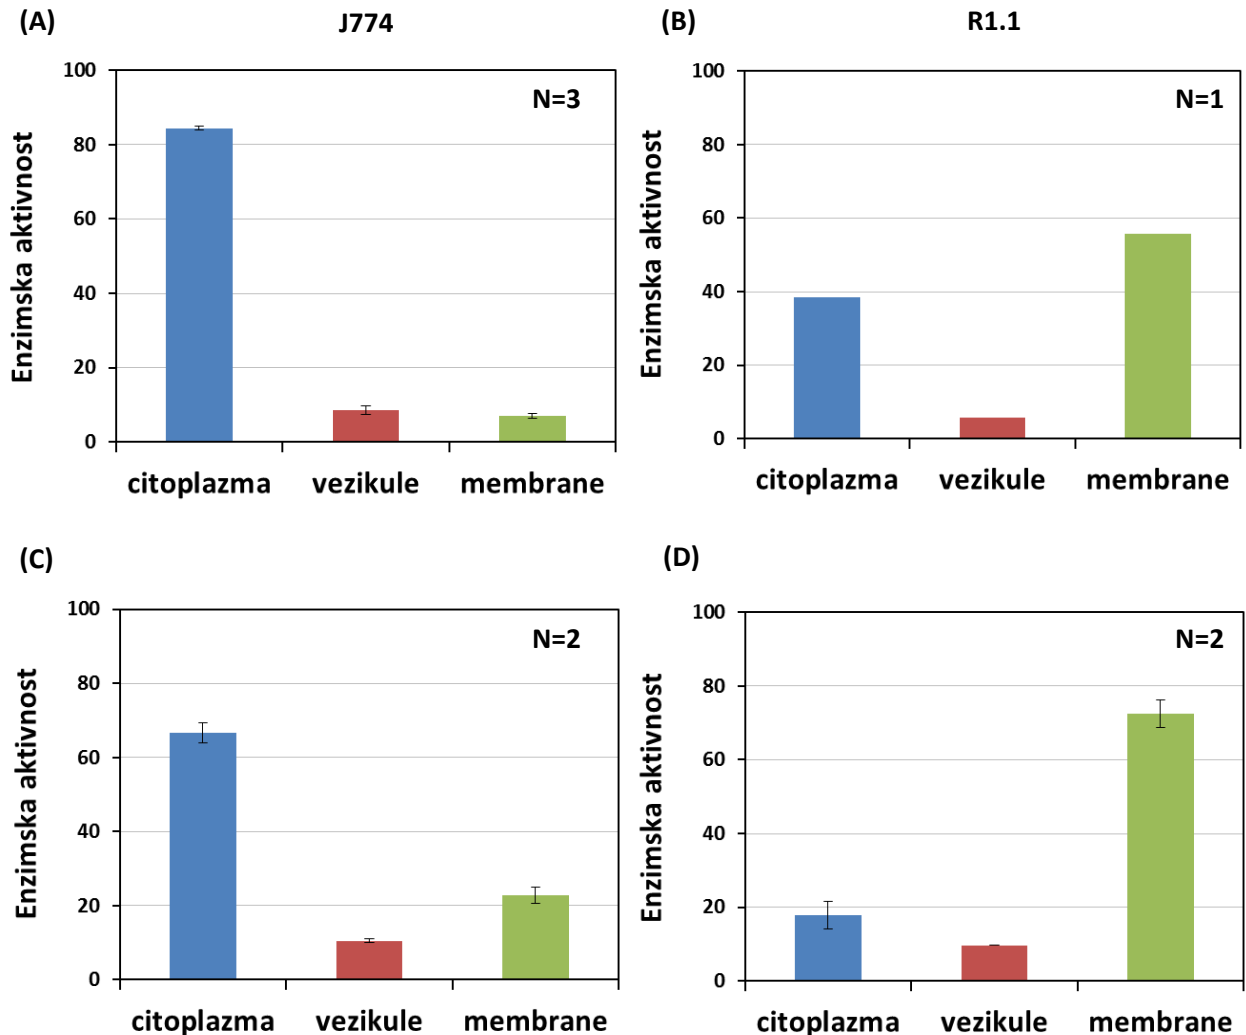 (A)
J774
Enzimska aktivnost
100
80
60
40
20
0
N=3
citoplazma vezikule membrane
(B)
R1.1
Enzimska aktivnost
100
80
60
40
20
0
N=1
citoplazma vezikule membrane
(C)
Enzimska aktivnost
100
80
60
40
20
0
N=2
citoplazma vezikule membrane
(D)
Enzimska aktivnost
100
80
60
40
20
0
N=2
citoplazma vezikule membrane